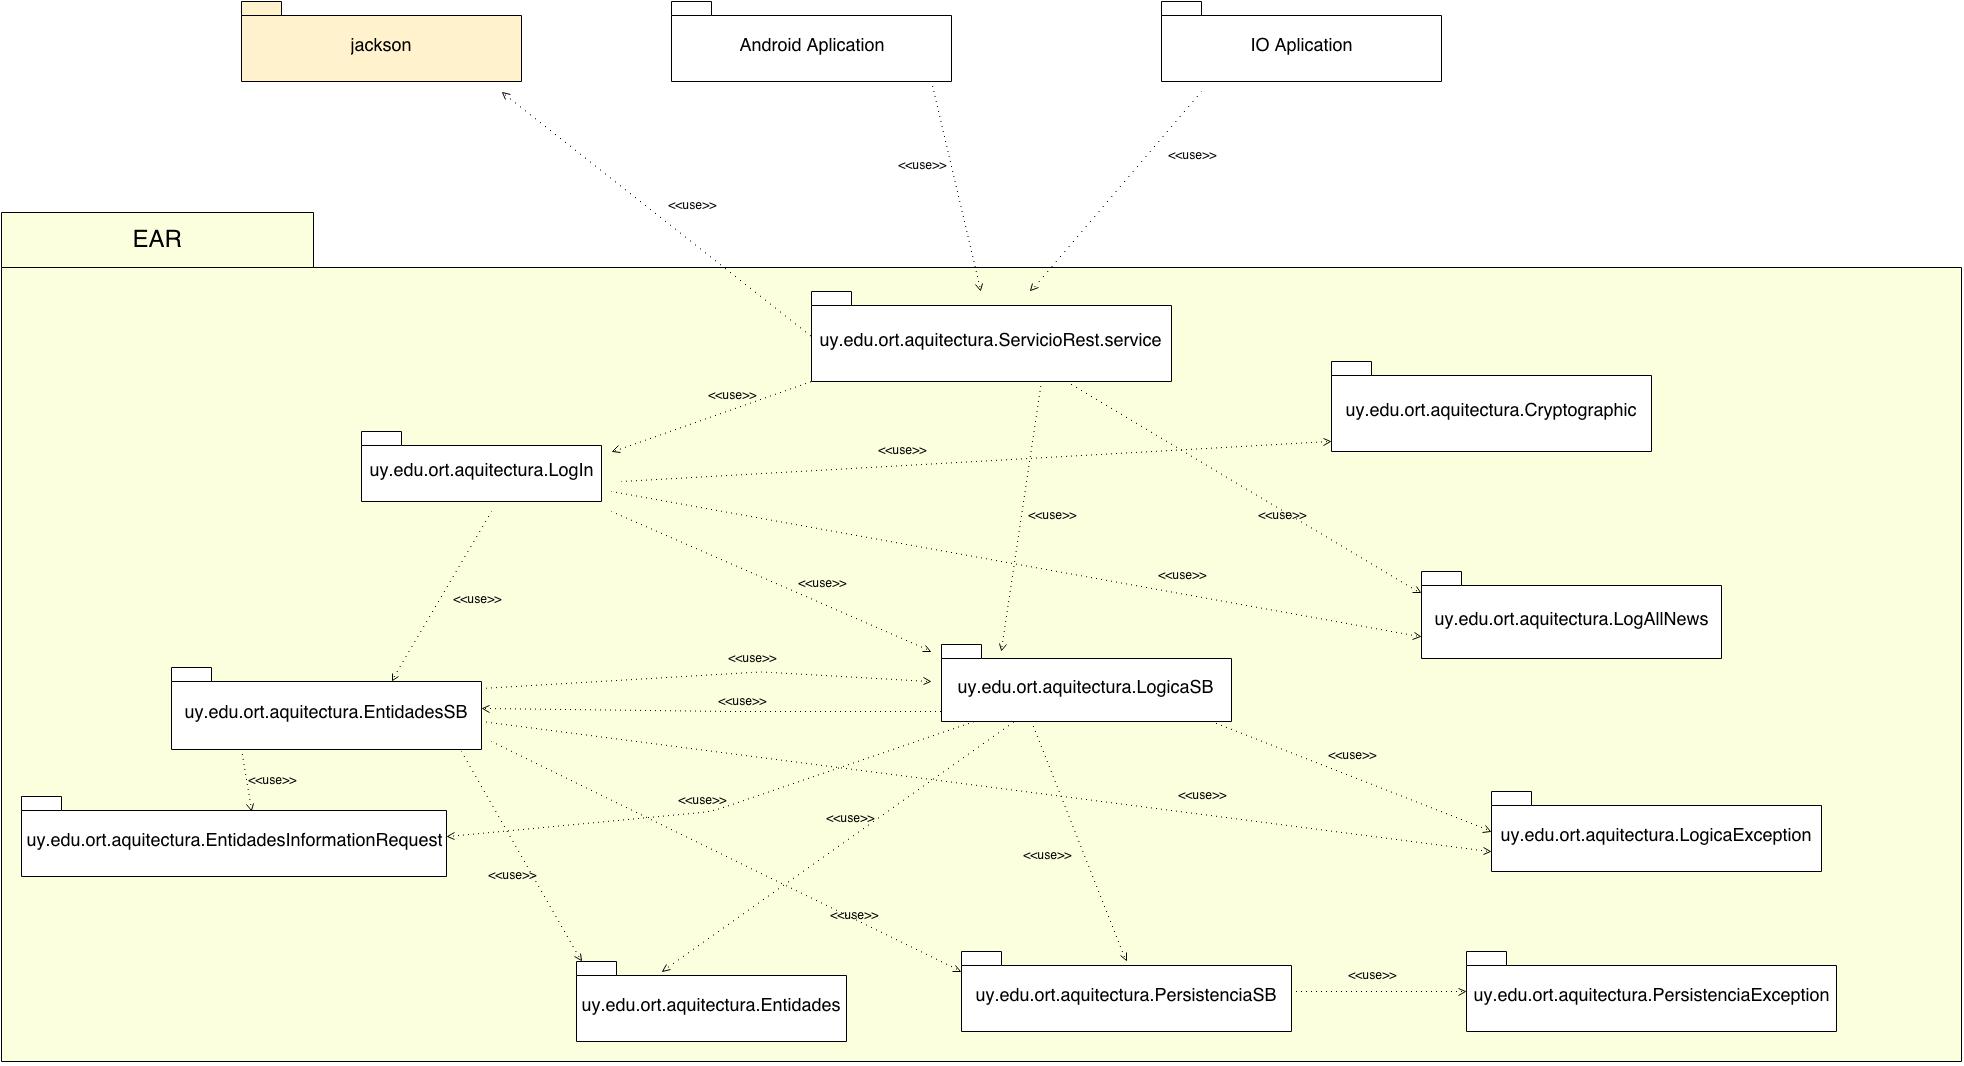 jackson
Android Aplication
IO Aplication
<<use>>
<<use>>
<<use>>
EAR
uy.edu.ort.aquitectura.ServicioRest.service
<<use>>
uy.edu.ort.aquitectura.Cryptographic
<<use>>
uy.edu.ort.aquitectura.LogIn
<<use>>
<<use>>
<<use>>
<<use>>
<<use>>
uy.edu.ort.aquitectura.LogAllNews
<<use>>
uy.edu.ort.aquitectura.LogicaSB
<<use>>
uy.edu.ort.aquitectura.EntidadesSB
<<use>>
<<use>>
<<use>>
<<use>>
<<use>>
uy.edu.ort.aquitectura.EntidadesInformationRequest
uy.edu.ort.aquitectura.LogicaException
<<use>>
<<use>>
<<use>>
<<use>>
<<use>>
uy.edu.ort.aquitectura.Entidades
uy.edu.ort.aquitectura.PersistenciaSB
uy.edu.ort.aquitectura.PersistenciaException